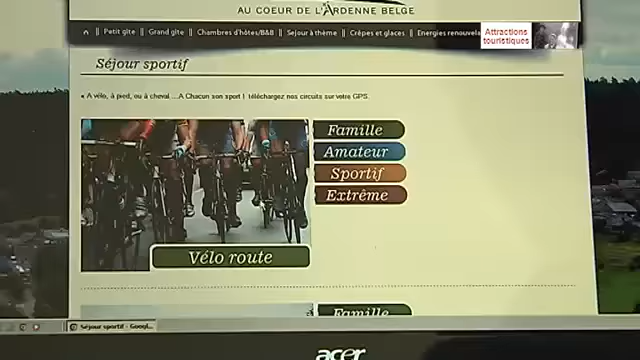 AU COEUR DE L'ARDENNE BELGE
Petit gîte || Grand gîte || Chambres d'hôtes/B&B || Sejour à thème || Crêpes et glaces || Energies renouvela
Attractions
touristiques
Séjour sportif
A vélo, à pied, ou à cheval ...A Chacun son sport ! téléchargez nos circuits sur votre GPS.
Famille
Amateur
Sportif
Extrême
Vélo route
Famille
Séjour sportif - Googl...
acer